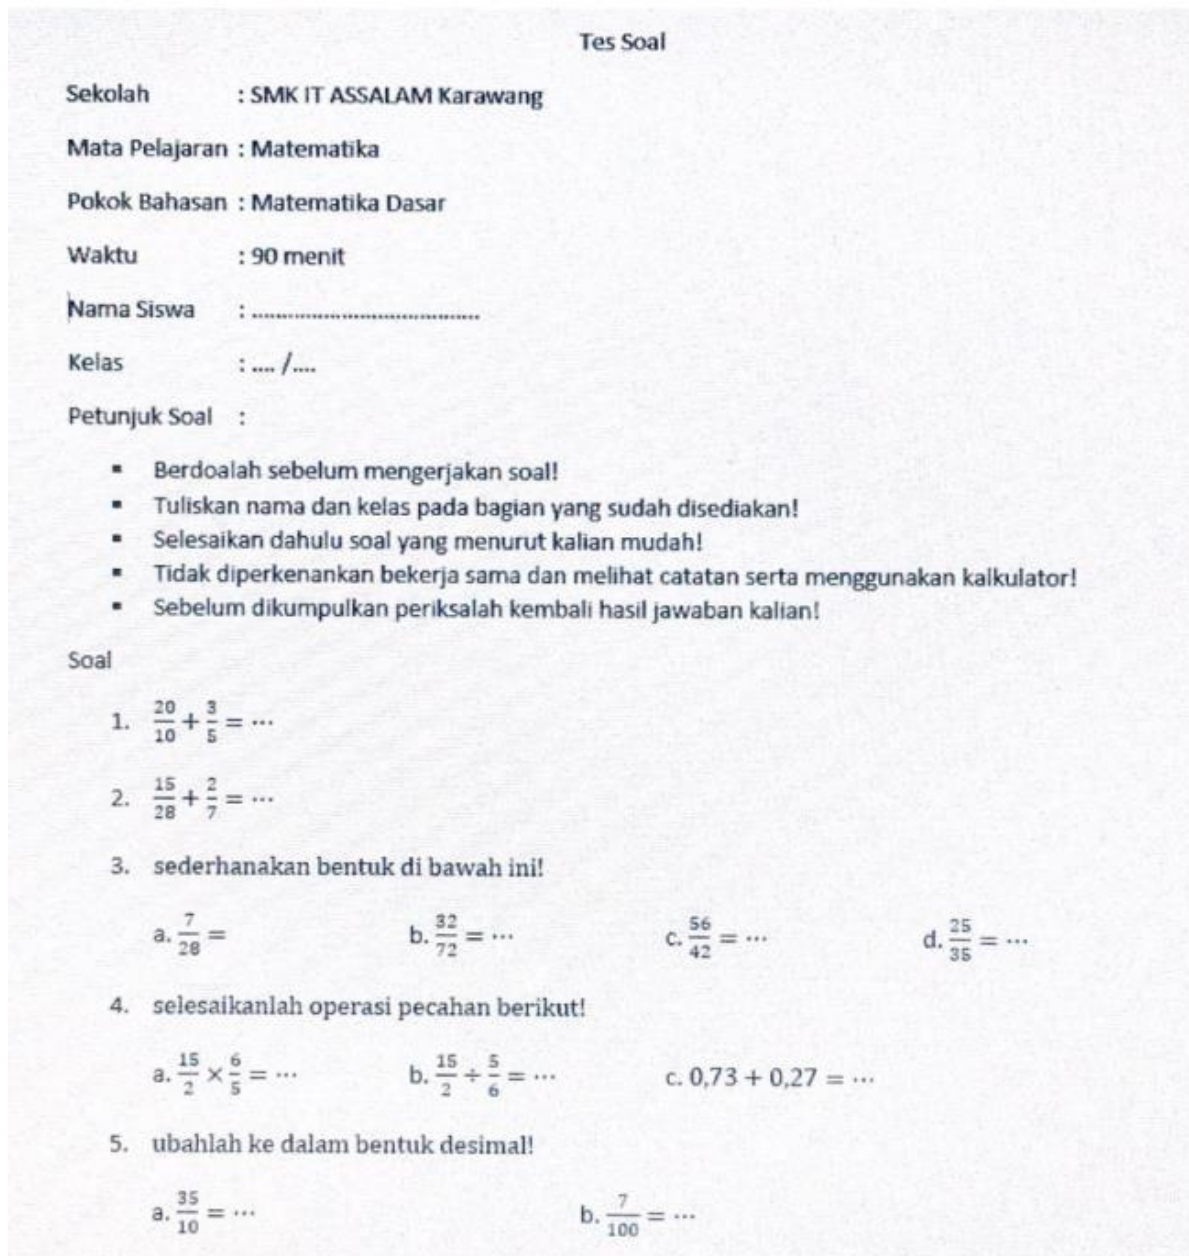 Tes Soal
Sekolah : SMK IT ASSALAM Karawang
Mata Pelajaran : Matematika
Pokok Bahasan : Matematika Dasar
Waktu : 90 menit
Nama Siswa : ......................................
Kelas : .... /....
Petunjuk Soal :
▪ Berdoalah sebelum mengerjakan soal!
▪ Tuliskan nama dan kelas pada bagian yang sudah disediakan!
▪ Selesaikan dahulu soal yang menurut kalian mudah!
▪ Tidak diperkenankan bekerja sama dan melihat catatan serta menggunakan kalkulator!
▪ Sebelum dikumpulkan periksalah kembali hasil jawaban kalian!
Soal
1. 20/10 + 3/5 = ⋯
2. 15/28 + 2/7 = ⋯
3. sederhanakan bentuk di bawah ini!
a. 7/28 = b. 32/72 = ⋯ c. 56/42 = ⋯ d. 25/35 = ⋯
4. selesaikanlah operasi pecahan berikut!
a. 15/2 × 6/5 = ⋯ b. 15/2 ÷ 5/6 = ⋯ c. 0,73 + 0,27 = ⋯
5. ubahlah ke dalam bentuk desimal!
a. 35/10 = ⋯ b. 7/100 = ⋯